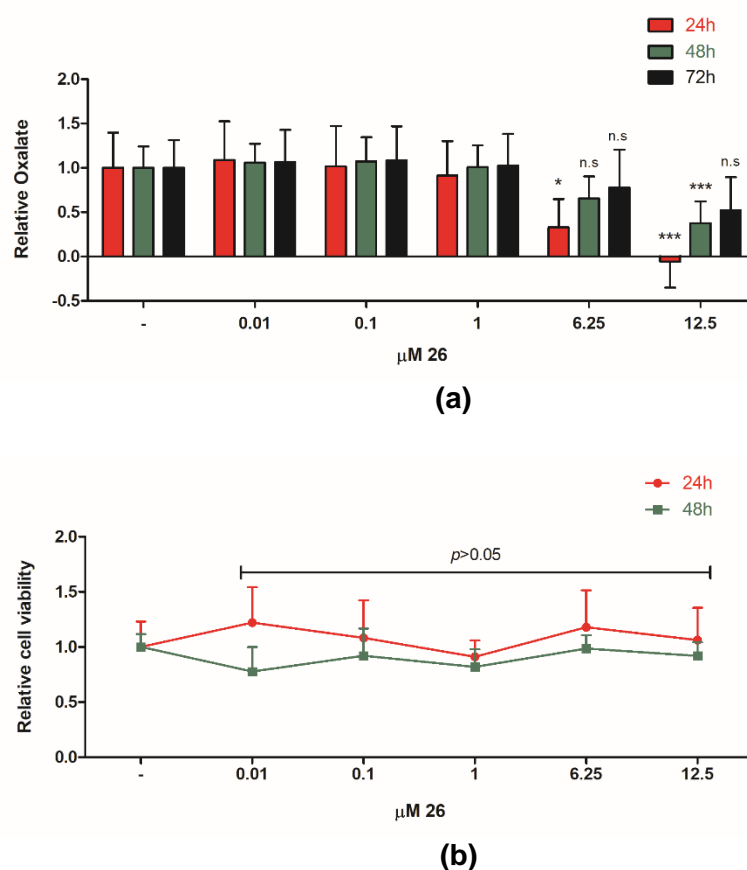 24h
48h
72h
Relative Oxalate
2.0
1.5
1.0
0.5
0.0
-0.5
*
n.s
n.s
***
***
n.s
- 0.01 0.1 1 6.25 12.5
μM 26
(a)
24h
48h
Relative cell viability
2.0
1.5
1.0
0.5
0.0
p>0.05
- 0.01 0.1 1 6.25 12.5
μM 26
(b)